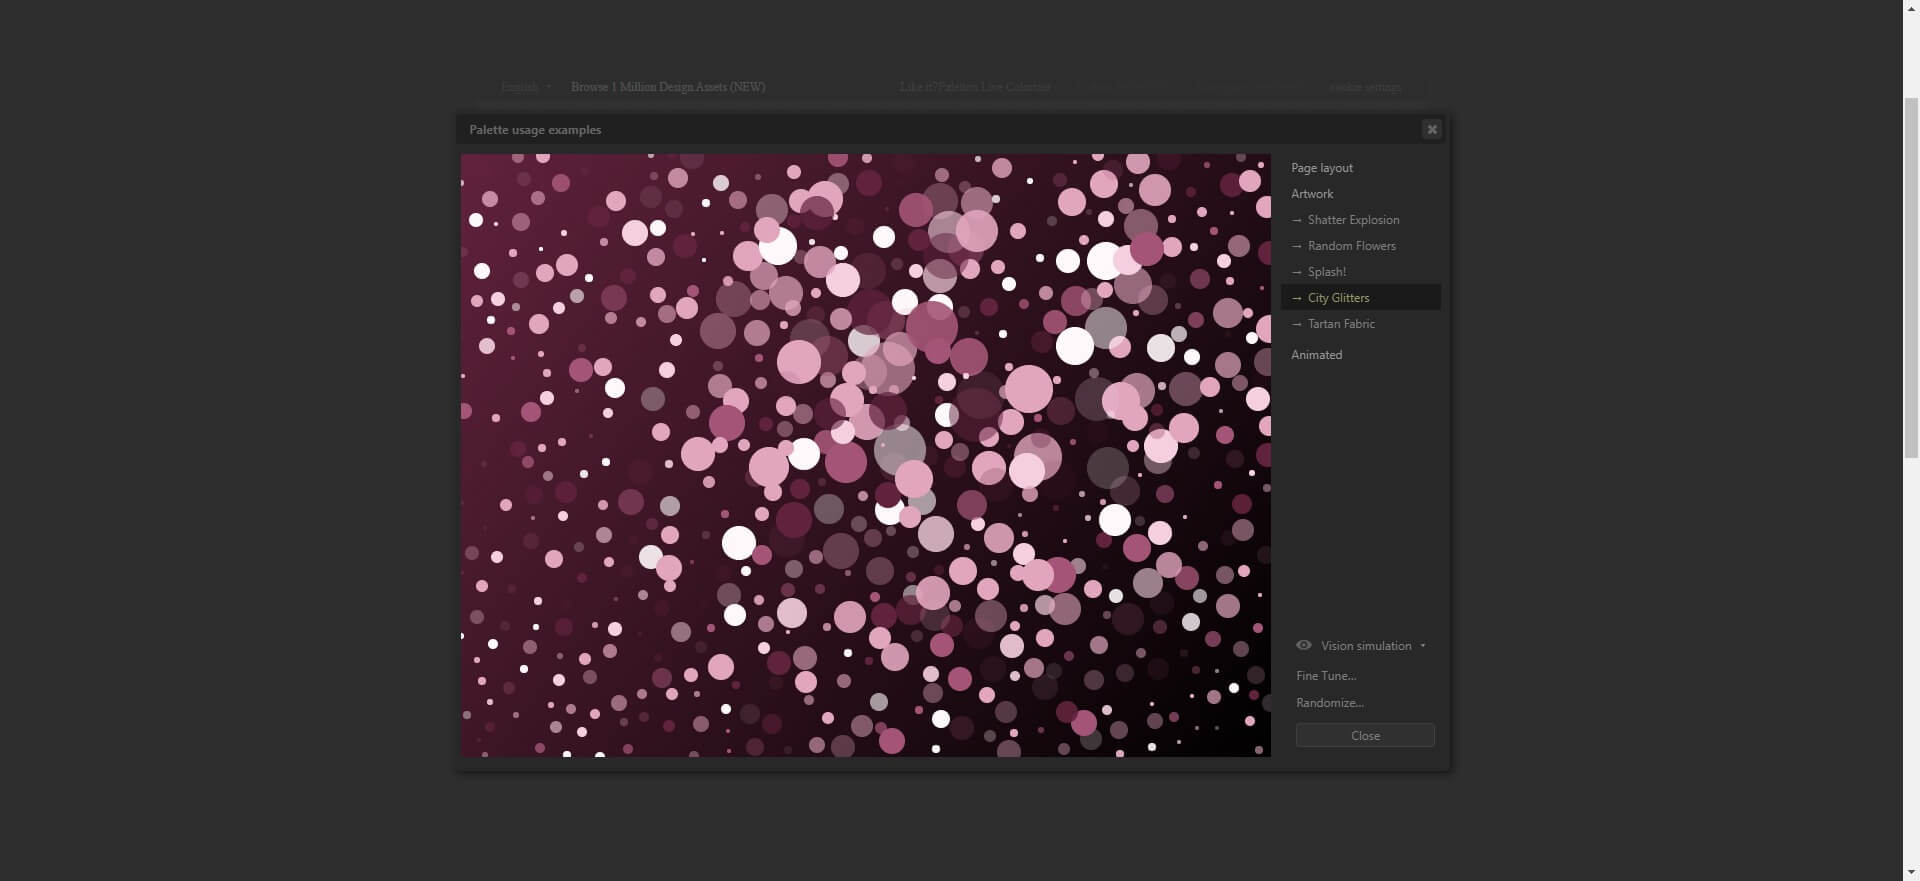 English
Browse 1 Million Design Assets (NEW)
Like it?
Paletton Live Colorizer
cookie settings
Palette usage examples
Page layout
Artwork
→ Shatter Explosion
→ Random Flowers
→ Splash!
→ City Glitters
→ Tartan Fabric
Animated
Vision simulation
Fine Tune...
Randomize...
Close